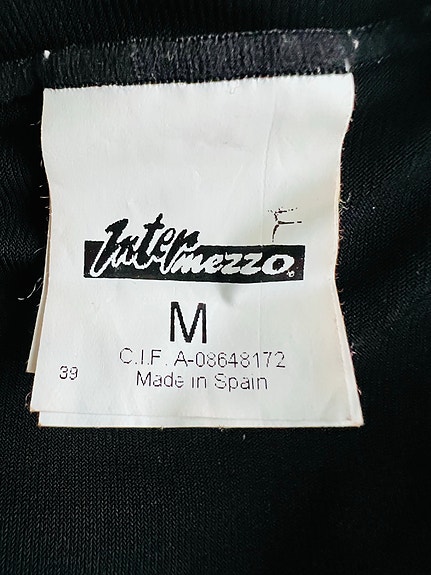 Intermezzo
M
C.I.F. A-08648172
39
Made in Spain